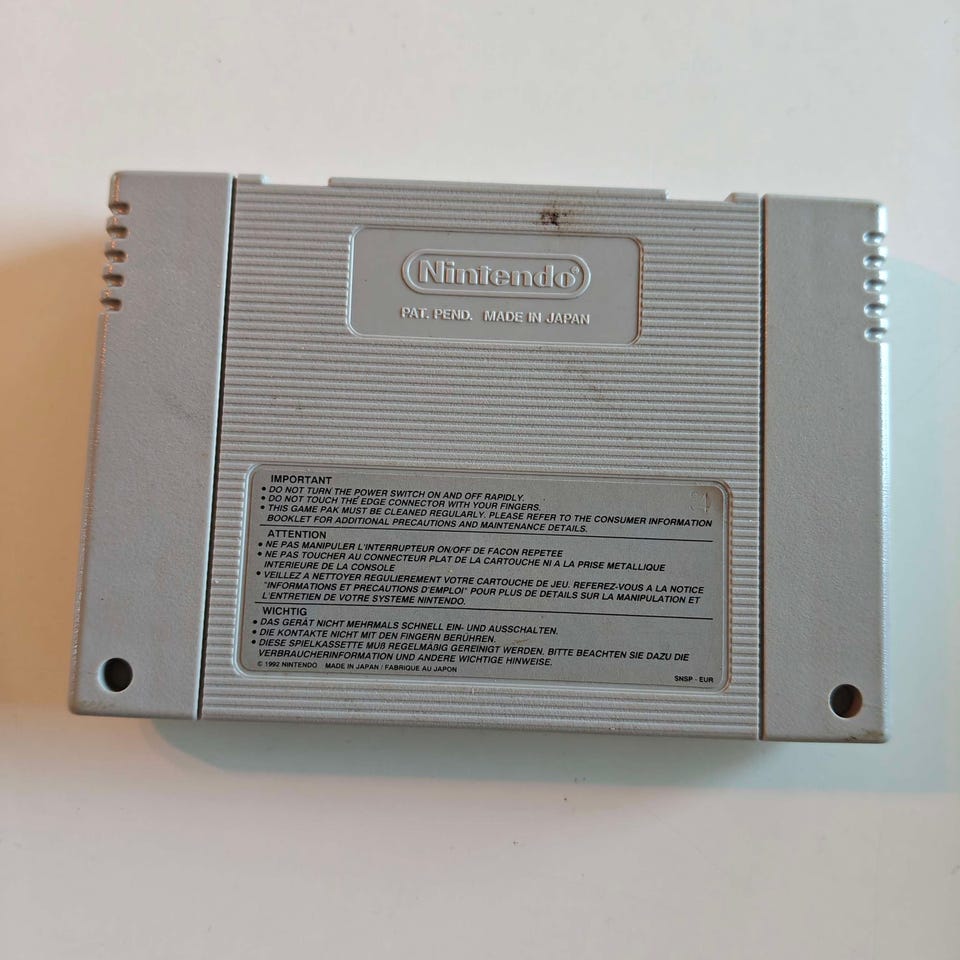 Nintendo®
PAT. PEND. MADE IN JAPAN
IMPORTANT
• DO NOT TURN THE POWER SWITCH ON AND OFF RAPIDLY.
• DO NOT TOUCH THE EDGE CONNECTOR WITH YOUR FINGERS.
• THIS GAME PAK MUST BE CLEANED REGULARLY. PLEASE REFER TO THE CONSUMER INFORMATION
BOOKLET FOR ADDITIONAL PRECAUTIONS AND MAINTENANCE DETAILS.
ATTENTION
• NE PAS MANIPULER L'INTERRUPTEUR ON/OFF DE FACON REPETEE
• NE PAS TOUCHER AU CONNECTEUR PLAT DE LA CARTOUCHE NI A LA PRISE METALLIQUE
INTERIEURE DE LA CONSOLE
• VEILLEZ A NETTOYER REGULIEREMENT VOTRE CARTOUCHE DE JEU. REFEREZ-VOUS A LA NOTICE
"INFORMATIONS ET PRECAUTIONS D'EMPLOI" POUR PLUS DE DETAILS SUR LA MANIPULATION ET
L'ENTRETIEN DE VOTRE SYSTEME NINTENDO.
WICHTIG
• DAS GERÄT NICHT MEHRMALS SCHNELL EIN- UND AUSSCHALTEN.
• DIE KONTAKTE NICHT MIT DEN FINGERN BERÜHREN.
• DIESE SPIELKASSETTE MUß REGELMÄßIG GEREINIGT WERDEN. BITTE BEACHTEN SIE DAZU DIE
VERBRAUCHERINFORMATION UND ANDERE WICHTIGE HINWEISE.
© 1992 NINTENDO MADE IN JAPAN / FABRIQUE AU JAPON
SNSP - EUR